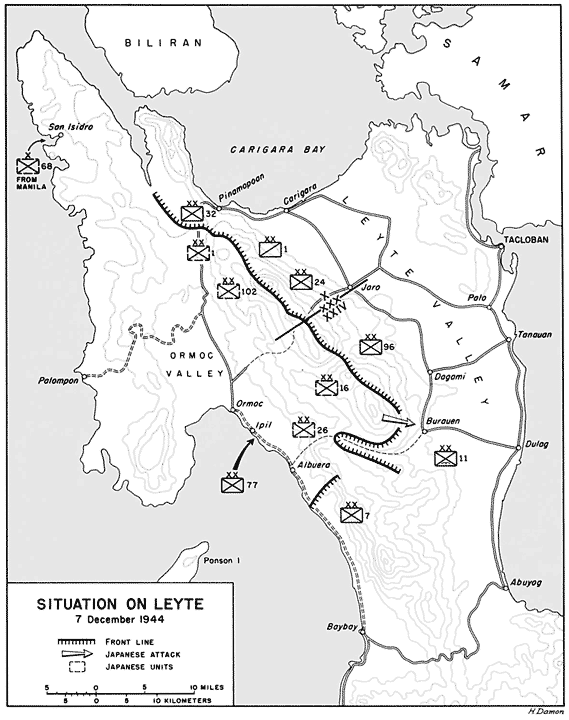 BILIRAN
SAMAR
San Isidro
CARIGARA BAY
X
68
FROM
MANILA
Pinamopoan
Carigara
XX
32
LEYTE VALLEY
XX
1
XX
1
TACLOBAN
XX
24
XX
102
Jaro
XXX
X
XXIV
Palo
Tanauan
XX
96
ORMOC
VALLEY
Palompon
XX
16
Dagami
Ormoc
Ipil
XX
26
Burauen
Dulag
XX
11
Albuera
XX
77
XX
7
Ponson I
Abuyog
Baybay
SITUATION ON LEYTE
7 December 1944
FRONT LINE
JAPANESE ATTACK
JAPANESE UNITS
5 0 5 10 MILES
5 0 5 10 KILOMETERS
H. Damon